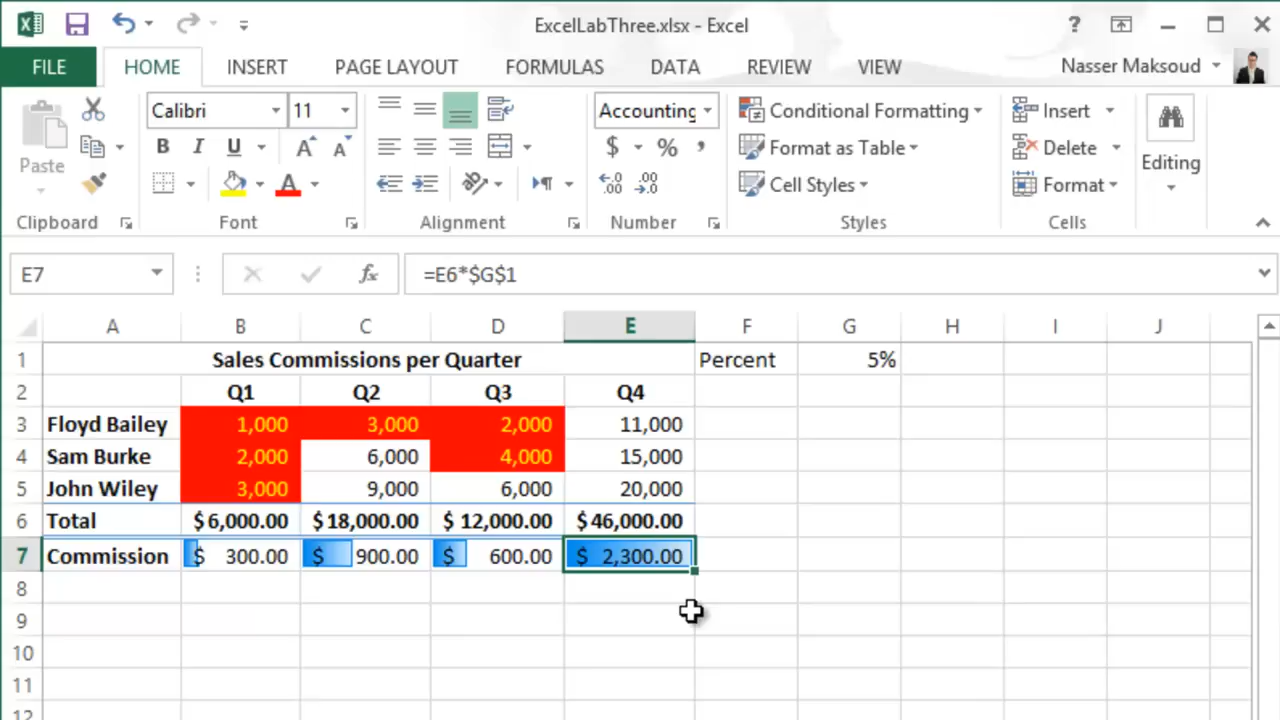 ExcelLabThree.xlsx - Excel
?
FILE HOME INSERT PAGE LAYOUT FORMULAS DATA REVIEW VIEW Nasser Maksoud
Calibri 11 Accounting Conditional Formatting Insert
Paste B I U A A $ % , Format as Table Delete Editing
A .00 .00 Cell Styles Format
Clipboard Font Alignment Number Styles Cells
E7 fx =E6*$G$1
A B C D E F G H I J
1 Sales Commissions per Quarter Percent 5%
2 Q1 Q2 Q3 Q4
3 Floyd Bailey 1,000 3,000 2,000 11,000
4 Sam Burke 2,000 6,000 4,000 15,000
5 John Wiley 3,000 9,000 6,000 20,000
6 Total $6,000.00 $18,000.00 $12,000.00 $46,000.00
7 Commission $ 300.00 $ 900.00 $ 600.00 $ 2,300.00
8
9
10
11
12